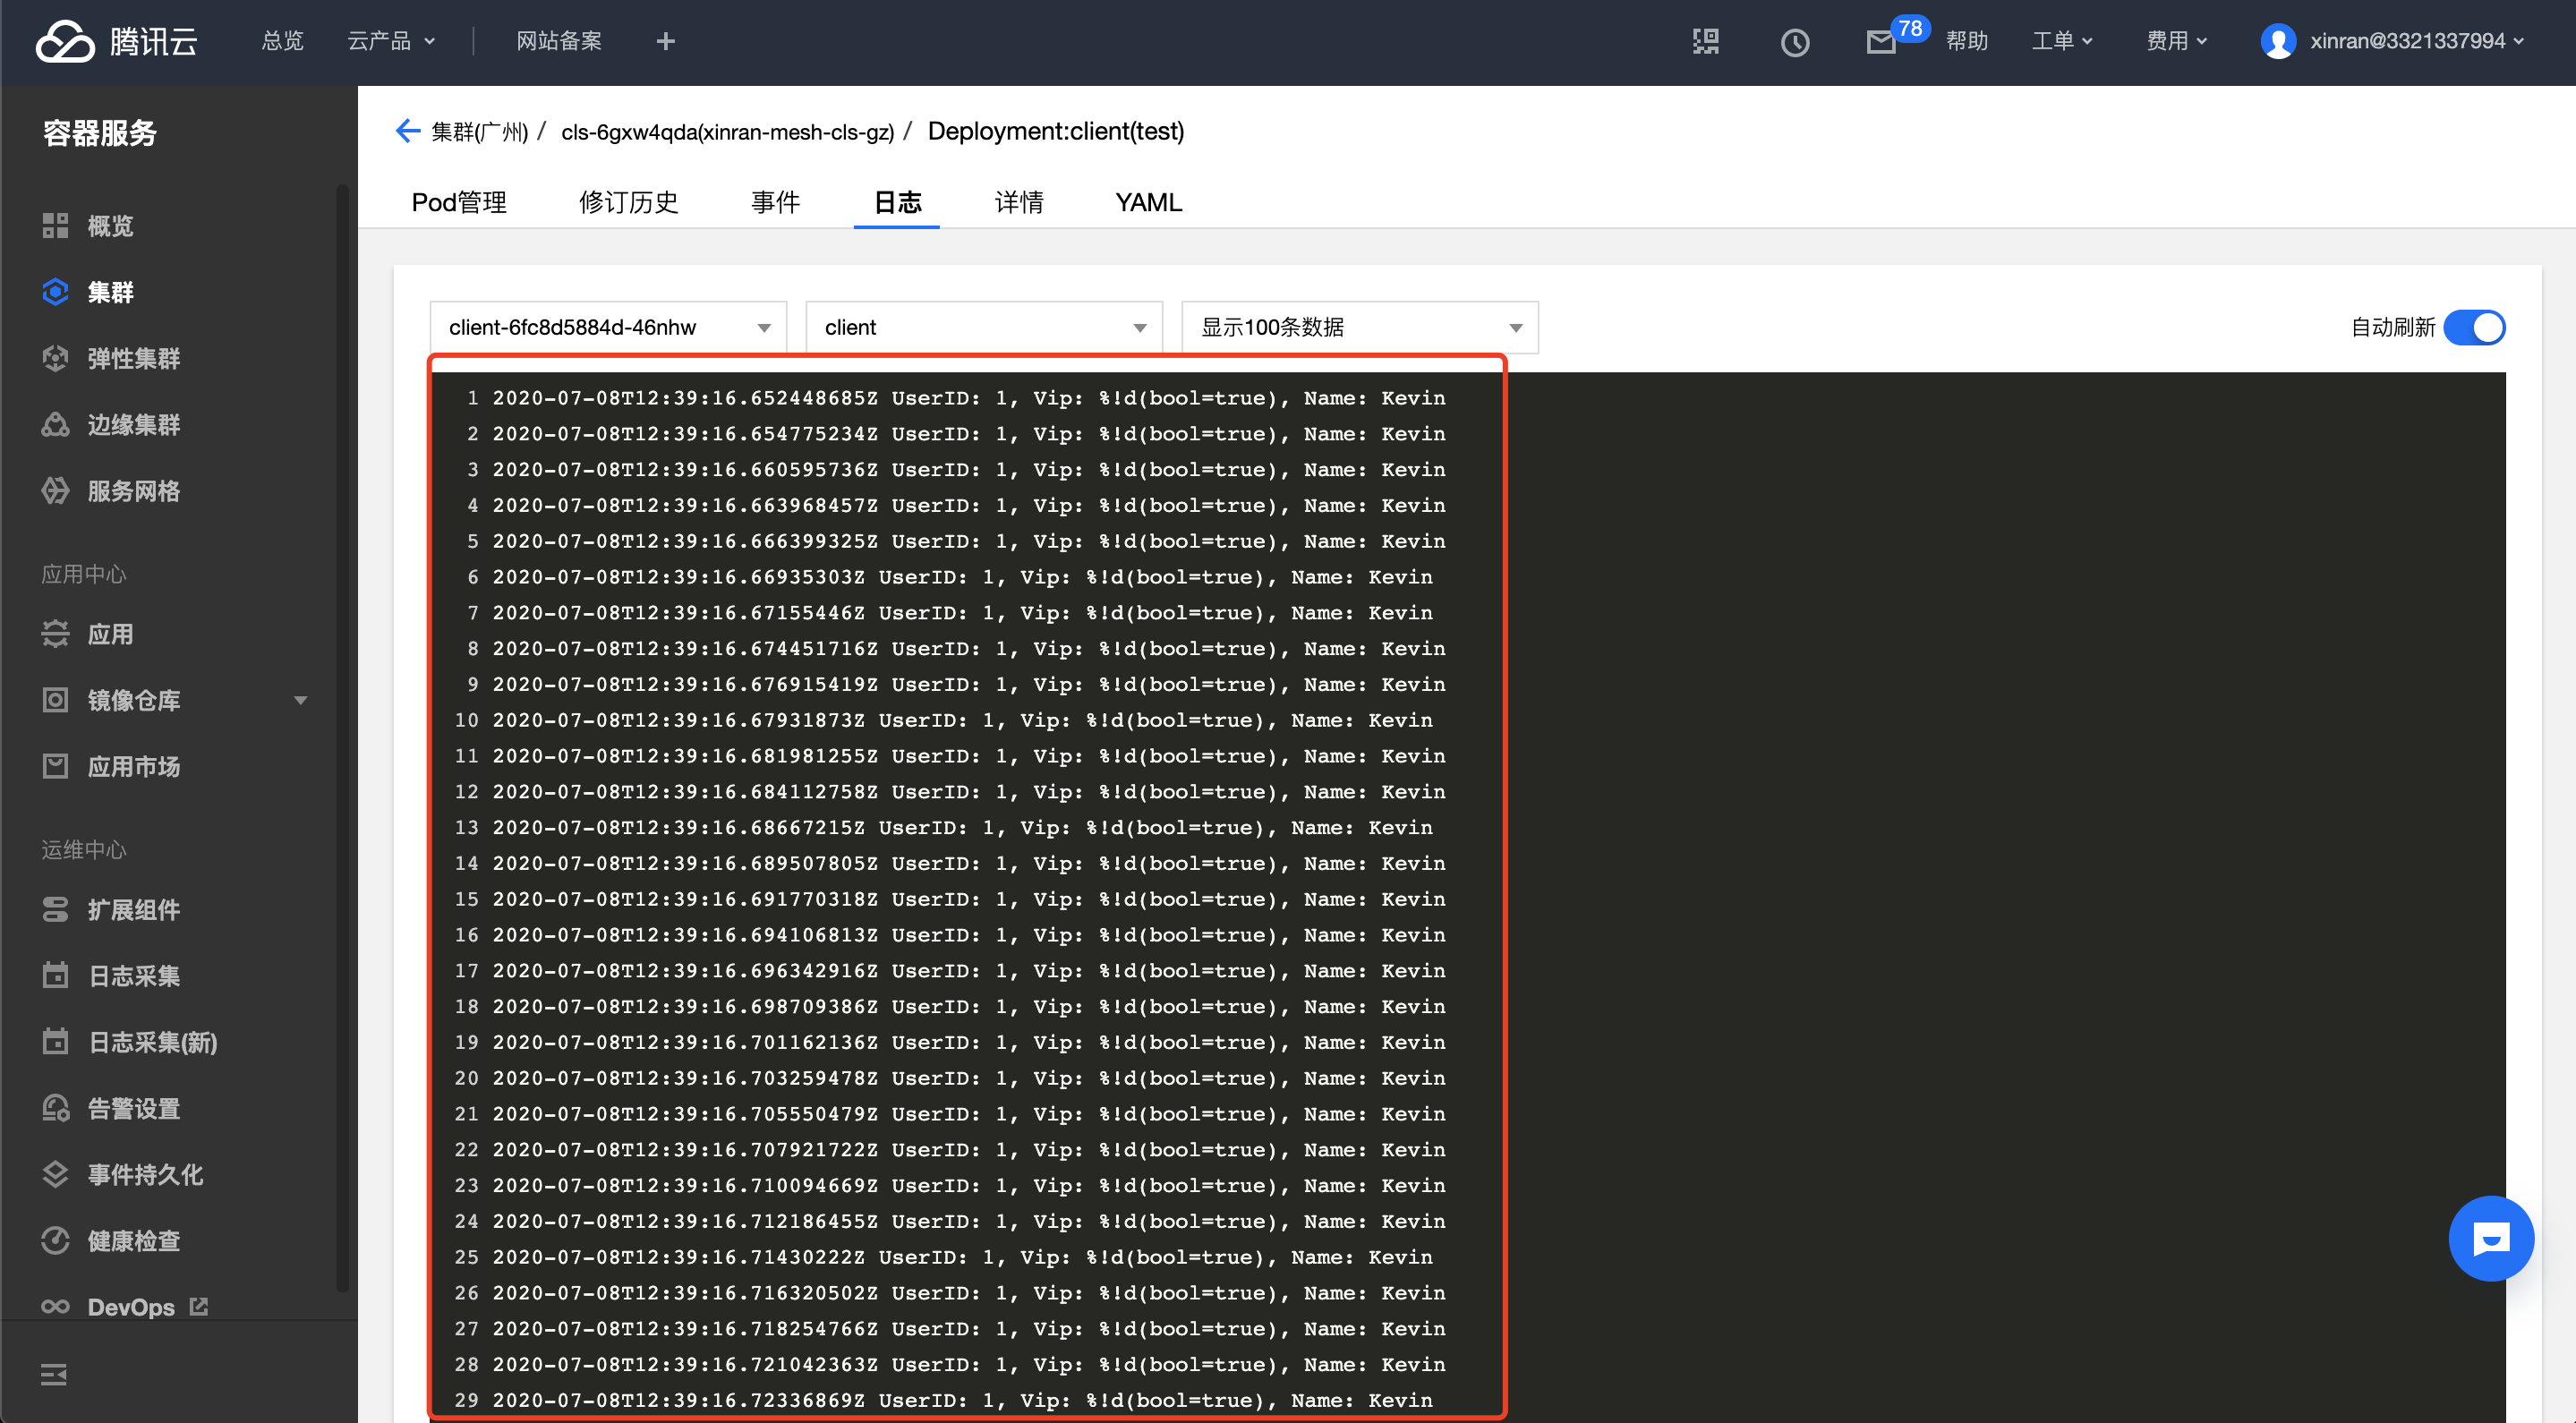 腾讯云 总览 云产品 网站备案 + 78 帮助 工单 费用 xinran@3321337994
容器服务
概览
集群
弹性集群
边缘集群
服务网格
应用中心
应用
镜像仓库
应用市场
运维中心
扩展组件
日志采集
日志采集(新)
告警设置
事件持久化
健康检查
DevOps
集群(广州) / cls-6gxw4qda(xinran-mesh-cls-gz) / Deployment:client(test)
Pod管理 修订历史 事件 日志 详情 YAML
client-6fc8d5884d-46nhw client 显示100条数据 自动刷新
1 2020-07-08T12:39:16.652448685Z UserID: 1, Vip: %!d(bool=true), Name: Kevin
2 2020-07-08T12:39:16.654775234Z UserID: 1, Vip: %!d(bool=true), Name: Kevin
3 2020-07-08T12:39:16.660595736Z UserID: 1, Vip: %!d(bool=true), Name: Kevin
4 2020-07-08T12:39:16.663968457Z UserID: 1, Vip: %!d(bool=true), Name: Kevin
5 2020-07-08T12:39:16.666399325Z UserID: 1, Vip: %!d(bool=true), Name: Kevin
6 2020-07-08T12:39:16.66935303Z UserID: 1, Vip: %!d(bool=true), Name: Kevin
7 2020-07-08T12:39:16.67155446Z UserID: 1, Vip: %!d(bool=true), Name: Kevin
8 2020-07-08T12:39:16.674451716Z UserID: 1, Vip: %!d(bool=true), Name: Kevin
9 2020-07-08T12:39:16.676915419Z UserID: 1, Vip: %!d(bool=true), Name: Kevin
10 2020-07-08T12:39:16.67931873Z UserID: 1, Vip: %!d(bool=true), Name: Kevin
11 2020-07-08T12:39:16.681981255Z UserID: 1, Vip: %!d(bool=true), Name: Kevin
12 2020-07-08T12:39:16.684112758Z UserID: 1, Vip: %!d(bool=true), Name: Kevin
13 2020-07-08T12:39:16.68667215Z UserID: 1, Vip: %!d(bool=true), Name: Kevin
14 2020-07-08T12:39:16.689507805Z UserID: 1, Vip: %!d(bool=true), Name: Kevin
15 2020-07-08T12:39:16.691770318Z UserID: 1, Vip: %!d(bool=true), Name: Kevin
16 2020-07-08T12:39:16.694106813Z UserID: 1, Vip: %!d(bool=true), Name: Kevin
17 2020-07-08T12:39:16.696342916Z UserID: 1, Vip: %!d(bool=true), Name: Kevin
18 2020-07-08T12:39:16.698709386Z UserID: 1, Vip: %!d(bool=true), Name: Kevin
19 2020-07-08T12:39:16.701162136Z UserID: 1, Vip: %!d(bool=true), Name: Kevin
20 2020-07-08T12:39:16.703259478Z UserID: 1, Vip: %!d(bool=true), Name: Kevin
21 2020-07-08T12:39:16.705550479Z UserID: 1, Vip: %!d(bool=true), Name: Kevin
22 2020-07-08T12:39:16.707921722Z UserID: 1, Vip: %!d(bool=true), Name: Kevin
23 2020-07-08T12:39:16.710094669Z UserID: 1, Vip: %!d(bool=true), Name: Kevin
24 2020-07-08T12:39:16.712186455Z UserID: 1, Vip: %!d(bool=true), Name: Kevin
25 2020-07-08T12:39:16.71430222Z UserID: 1, Vip: %!d(bool=true), Name: Kevin
26 2020-07-08T12:39:16.716320502Z UserID: 1, Vip: %!d(bool=true), Name: Kevin
27 2020-07-08T12:39:16.718254766Z UserID: 1, Vip: %!d(bool=true), Name: Kevin
28 2020-07-08T12:39:16.721042363Z UserID: 1, Vip: %!d(bool=true), Name: Kevin
29 2020-07-08T12:39:16.72336869Z UserID: 1, Vip: %!d(bool=true), Name: Kevin